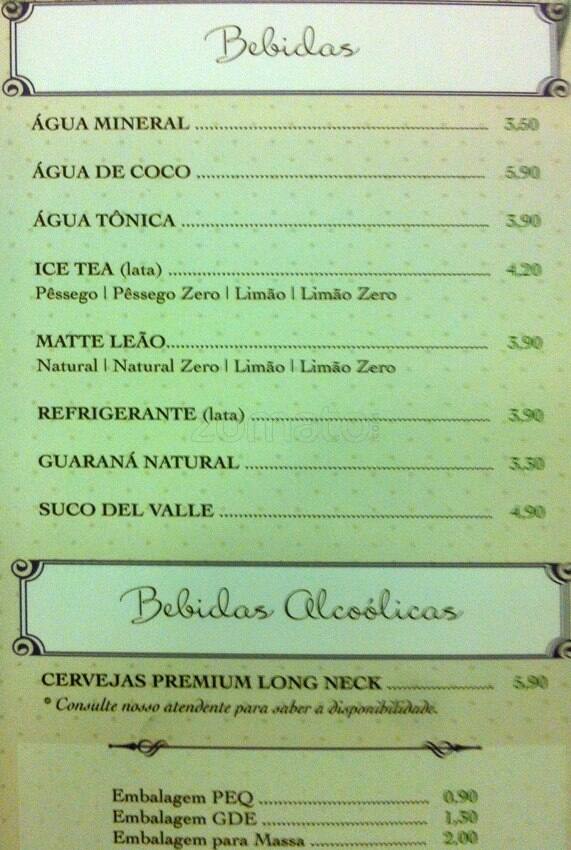 Bebidas
ÁGUA MINERAL 3,50
ÁGUA DE COCO 5,90
ÁGUA TÔNICA 3,90
ICE TEA (lata) 4,20
Pêssego | Pêssego Zero | Limão | Limão Zero
MATTE LEÃO 3,90
Natural | Natural Zero | Limão | Limão Zero
REFRIGERANTE (lata) 3,90
zomato
GUARANÁ NATURAL 3,30
SUCO DEL VALLE 4,90
Bebidas Alcoólicas
CERVEJAS PREMIUM LONG NECK 5,90
* Consulte nosso atendente para saber a disponibilidade.
Embalagem PEQ 0,90
Embalagem GDE 1,30
Embalagem para Massa 2,00